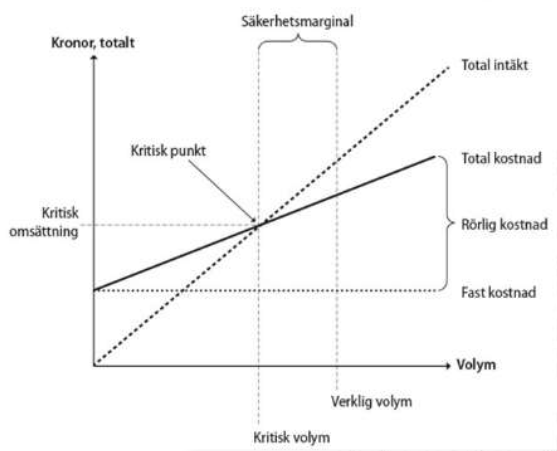 Säkerhetsmarginal
Kronor, totalt
Total intäkt
Kritisk punkt
Total kostnad
Kritisk
omsättning
Rörlig kostnad
Fast kostnad
Volym
Verklig volym
Kritisk volym